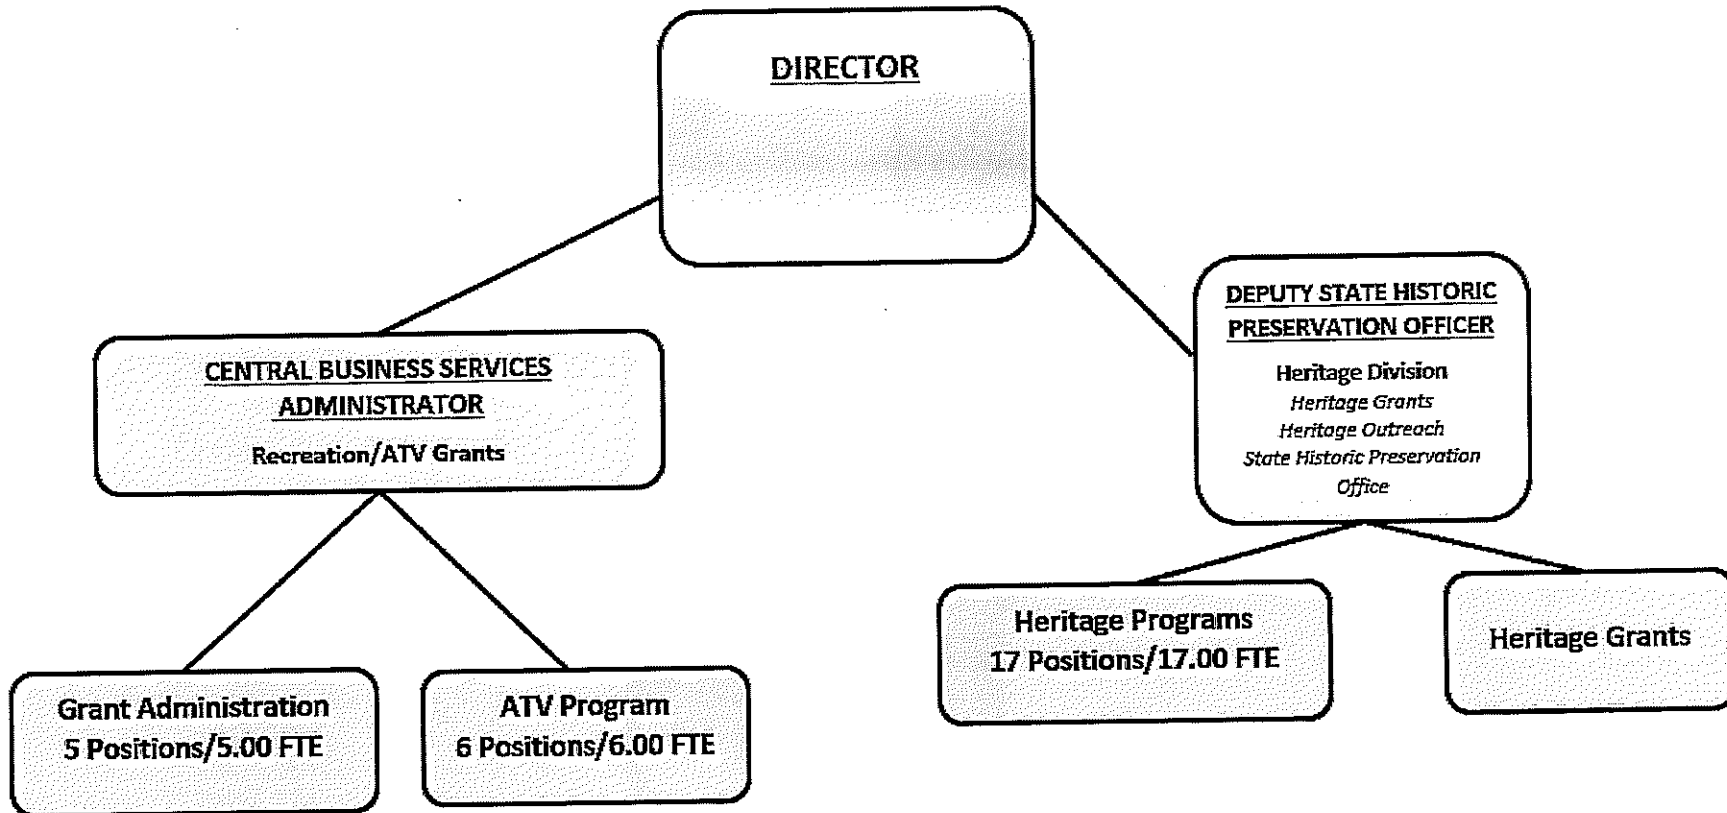 DIRECTOR
CENTRAL BUSINESS SERVICES
ADMINISTRATOR
Recreation/ATV Grants
DEPUTY STATE HISTORIC
PRESERVATION OFFICER
Heritage Division
Heritage Grants
Heritage Outreach
State Historic Preservation
Office
Grant Administration
5 Positions/5.00 FTE
ATV Program
6 Positions/6.00 FTE
Heritage Programs
17 Positions/17.00 FTE
Heritage Grants